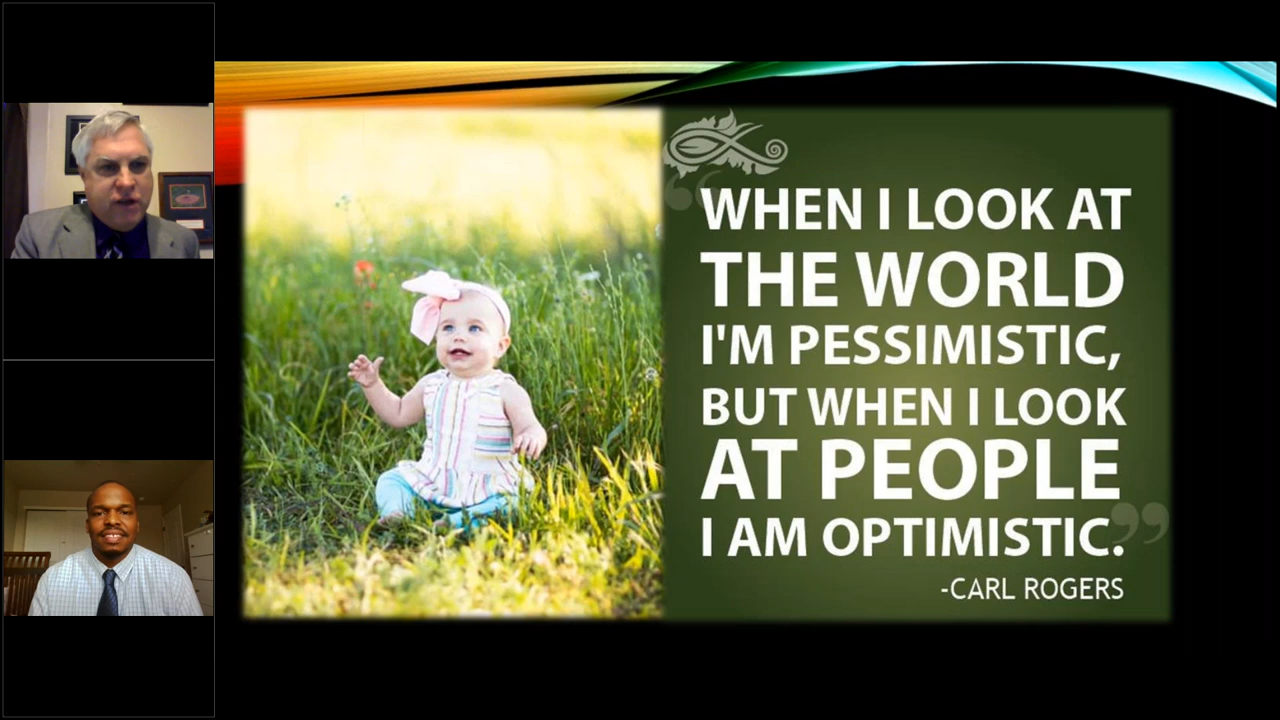 WHEN I LOOK AT
THE WORLD
I'M PESSIMISTIC,
BUT WHEN I LOOK
AT PEOPLE
I AM OPTIMISTIC.
-CARL ROGERS